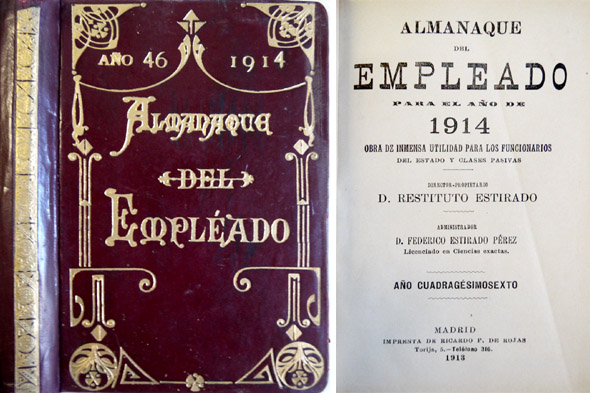 AÑO 46 1914
ALMANAQUE
DEL
EMPLÉADO
ALMANAQUE
DEL
EMPLEADO
PARA EL AÑO DE
1914
OBRA DE INMENSA UTILIDAD PARA LOS FUNCIONARIOS
DEL ESTADO Y CLASES PASIVAS
DIRECTOR-PROPIETARIO
D. RESTITUTO ESTIRADO
ADMINISTRADOR
D. FEDERICO ESTIRADO PÉREZ
Licenciado en Ciencias exactas.
AÑO CUADRAGÉSIMOSEXTO
MADRID
IMPRESTA DE RICARDO F. DE ROJAS
Torija, 5.—Teléfono 316.
1913